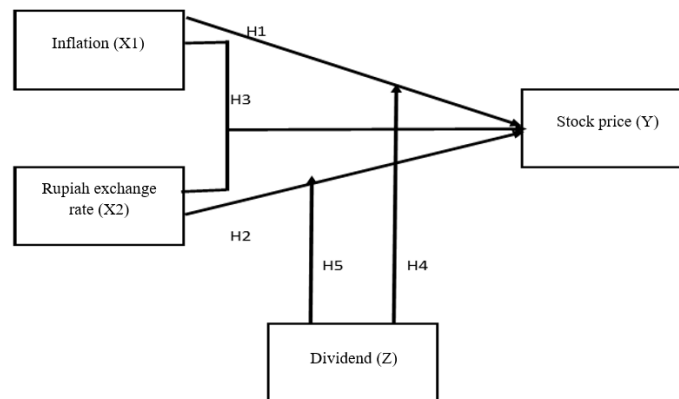 Inflation (X1)
H1
H3
Stock price (Y)
Rupiah exchange
rate (X2)
H2
H5
H4
Dividend (Z)